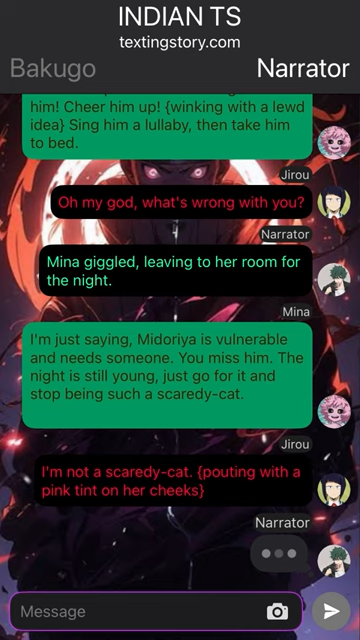 INDIAN TS
textingstory.com
Bakugo
Narrator
him! Cheer him up! {winking with a lewd
idea} Sing him a lullaby, then take him
to bed.
Jirou
Oh my god, what's wrong with you?
Narrator
Mina giggled, leaving to her room for
the night.
Mina
I'm just saying, Midoriya is vulnerable
and needs someone. You miss him. The
night is still young, just go for it and
stop being such a scaredy-cat.
Jirou
I'm not a scaredy-cat. {pouting with a
pink tint on her cheeks}
Narrator
Message